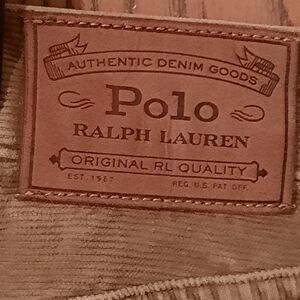 AUTHENTIC DENIM GOODS
Polo
RALPH LAUREN
ORIGINAL RL QUALITY
EST. 1967 REG. U.S. PAT. OFF.